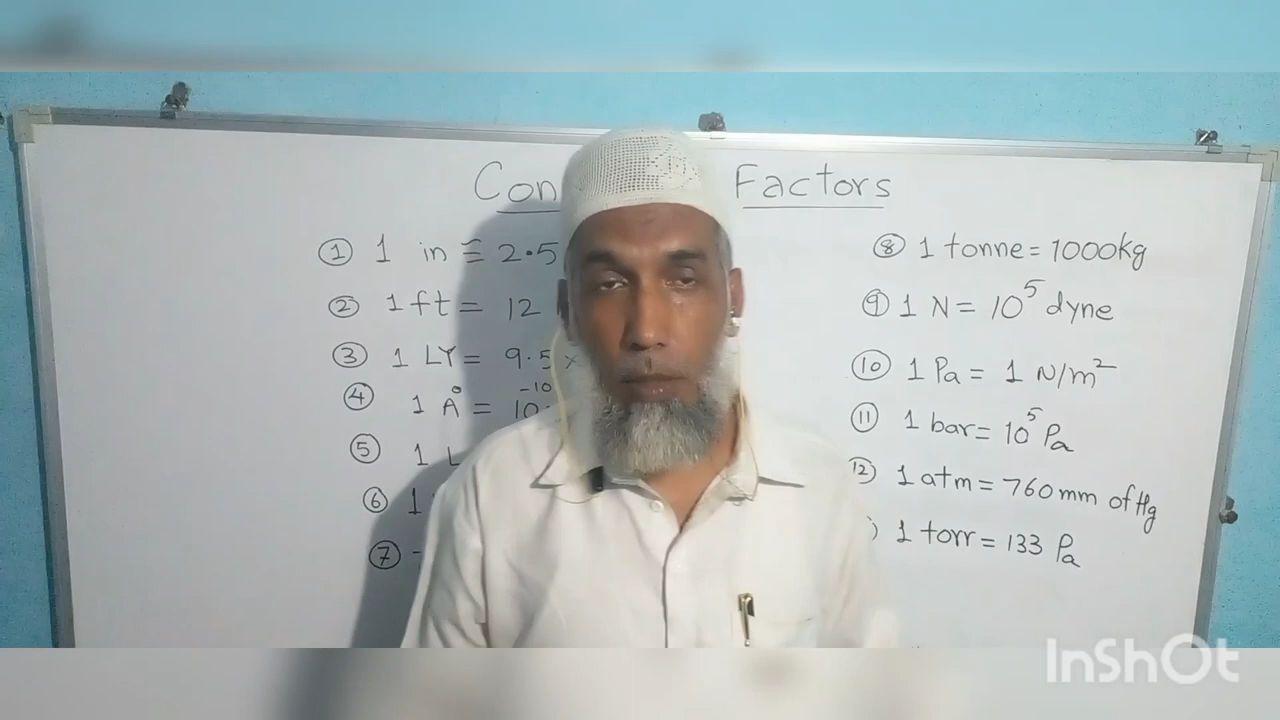 Con Factors
① 1 in = 2.5
② 1 ft = 12
③ 1 LY = 9.5 ×
④ 1 Å = 10⁻¹⁰
⑤ 1 L
⑥ 1
⑦
⑧ 1 tonne = 1000kg
⑨ 1 N = 10⁵ dyne
⑩ 1 Pa = 1 N/m²
⑪ 1 bar = 10⁵ Pa
⑫ 1 atm = 760 mm of Hg
) 1 torr = 133 Pa
InShOt